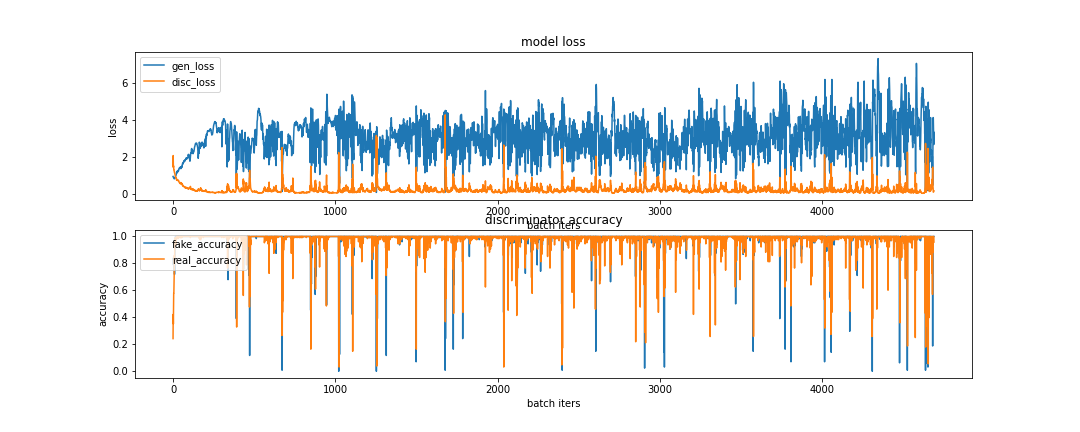 model loss
gen_loss
disc_loss
loss
6
4
2
0
0 1000 2000 3000 4000
batch iters
discriminator accuracy
fake_accuracy
real_accuracy
accuracy
1.0
0.8
0.6
0.4
0.2
0.0
0 1000 2000 3000 4000
batch iters